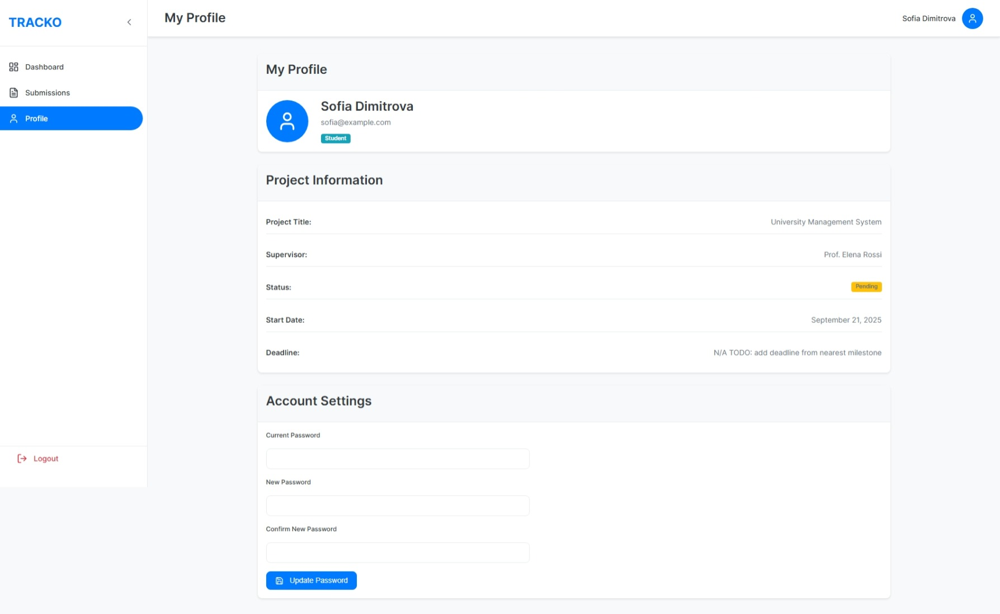 TRACKO
My Profile
Sofia Dimitrova
Dashboard
Submissions
Profile
Logout
My Profile
Sofia Dimitrova
sofia@example.com
Student
Project Information
Project Title: University Management System
Supervisor: Prof. Elena Rossi
Status: Pending
Start Date: September 21, 2025
Deadline: N/A TODO: add deadline from nearest milestone
Account Settings
Current Password
New Password
Confirm New Password
Update Password